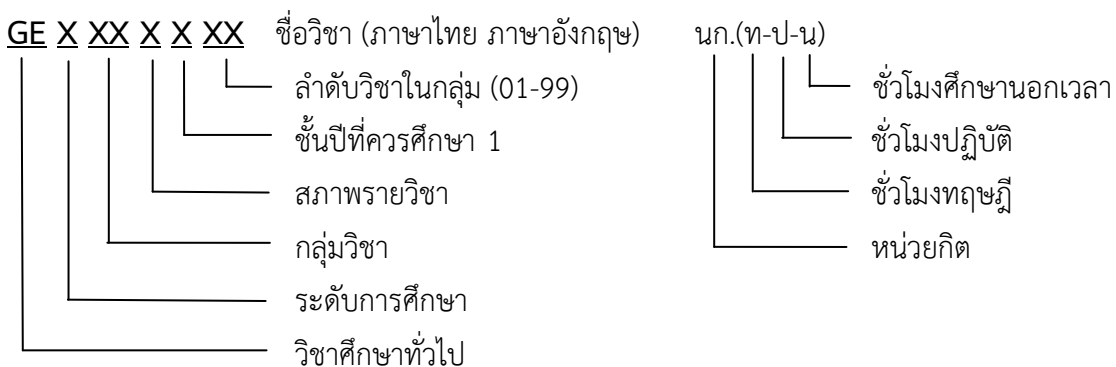 GE X XX X X XX ชื่อวิชา (ภาษาไทย ภาษาอังกฤษ) นก.(ท-ป-น)
ลำดับวิชาในกลุ่ม (01-99) ชั่วโมงศึกษานอกเวลา
ชั้นปีที่ควรศึกษา 1 ชั่วโมงปฏิบัติ
สภาพรายวิชา ชั่วโมงทฤษฎี
กลุ่มวิชา หน่วยกิต
ระดับการศึกษา
วิชาศึกษาทั่วไป